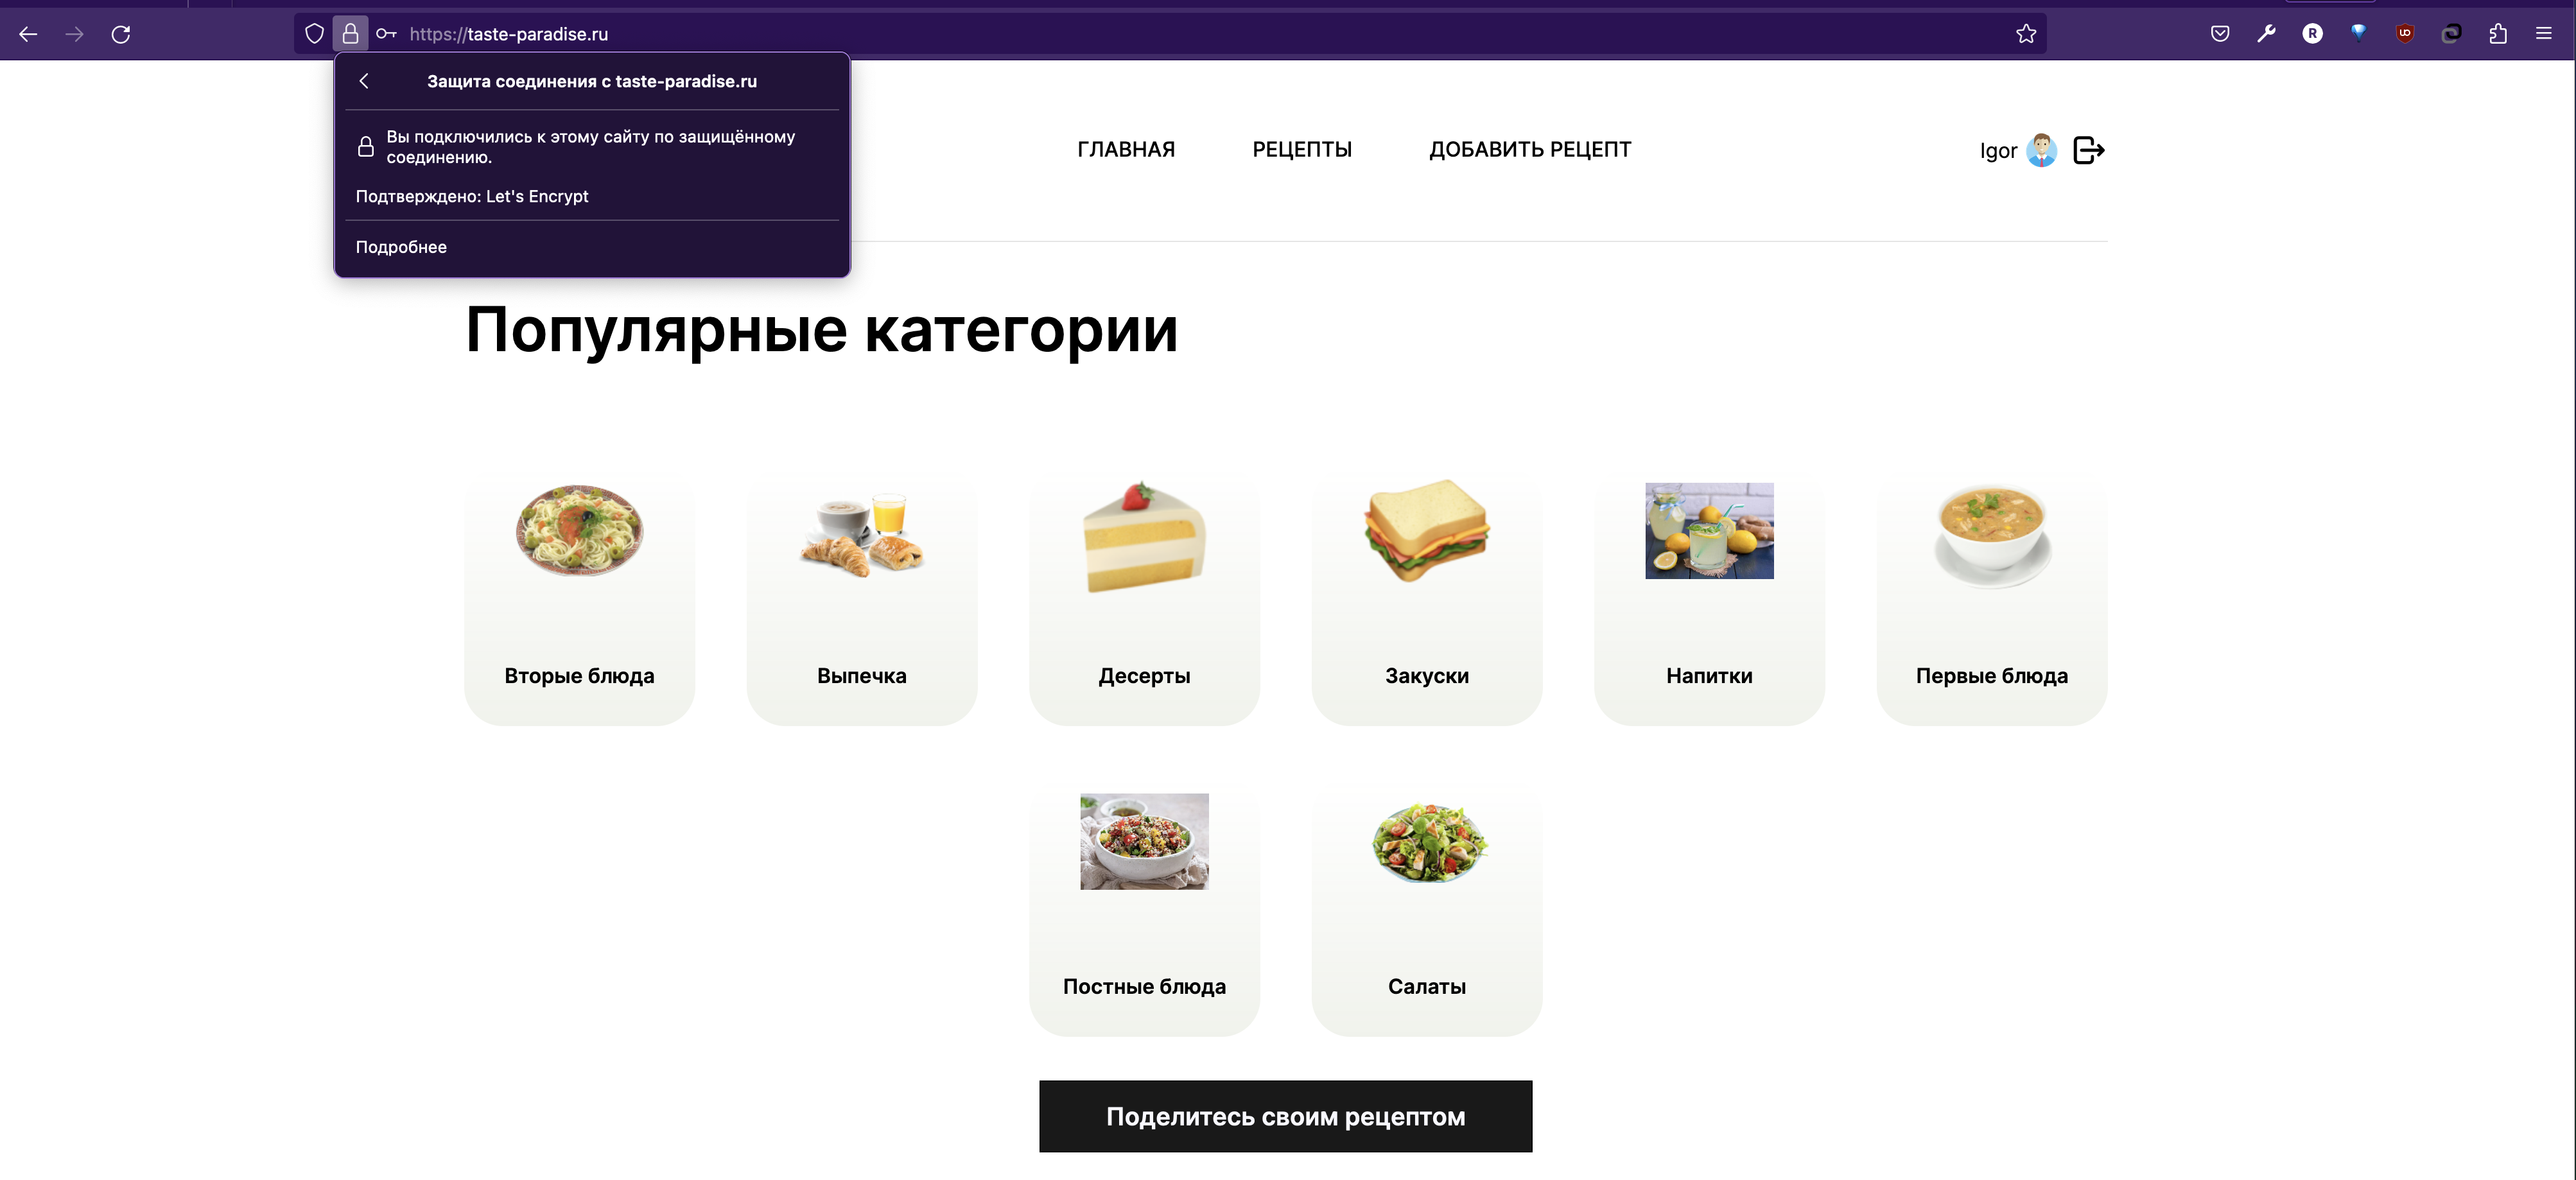 https://taste-paradise.ru
R
UO
Защита соединения с taste-paradise.ru
Вы подключились к этому сайту по защищённому
соединению.
Подтверждено: Let's Encrypt
Подробнее
ГЛАВНАЯ РЕЦЕПТЫ ДОБАВИТЬ РЕЦЕПТ Igor
Популярные категории
Вторые блюда Выпечка Десерты Закуски Напитки Первые блюда
Постные блюда Салаты
Поделитесь своим рецептом